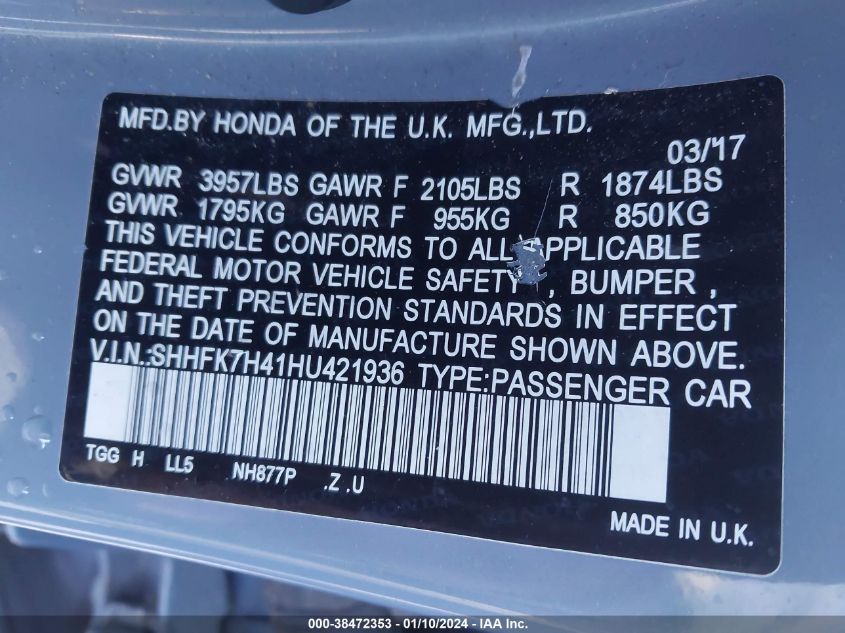 MFD.BY HONDA OF THE U.K. MFG.,LTD.
03/'17
GVWR 3957LBS GAWR F 2105LBS R 1874LBS
GVWR 1795KG GAWR F 955KG R 850KG
THIS VEHICLE CONFORMS TO ALL APPLICABLE
FEDERAL MOTOR VEHICLE SAFETY , BUMPER ,
AND THEFT PREVENTION STANDARDS IN EFFECT
ON THE DATE OF MANUFACTURE SHOWN ABOVE.
V.I.N.:SHHFK7H41HU421936 TYPE:PASSENGER CAR
TGG H LL5 NH877P .Z .U
MADE IN U.K.
000-38472353 - 01/10/2024 - IAA, Inc.